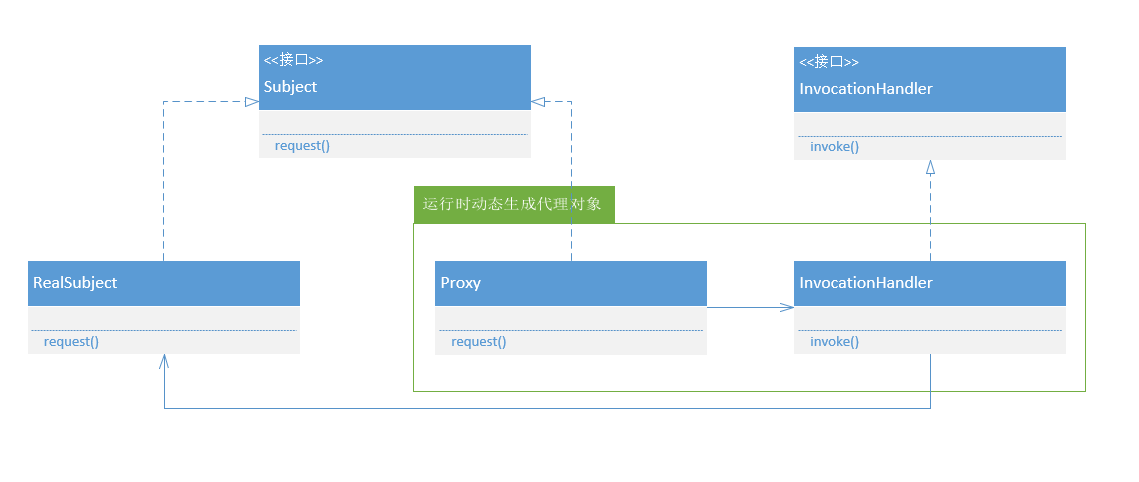 <<接口>>
Subject
request()
<<接口>>
InvocationHandler
invoke()
运行时动态生成代理对象
RealSubject
request()
Proxy
request()
InvocationHandler
invoke()